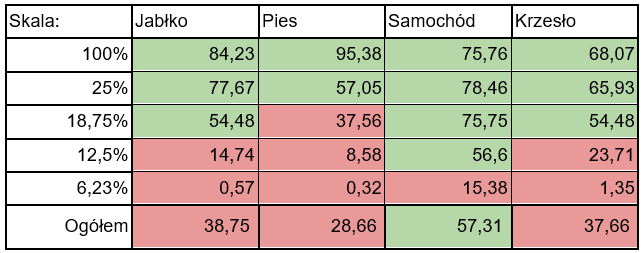 Skala: Jabłko Pies Samochód Krzesło
100% 84,23 95,38 75,76 68,07
25% 77,67 57,05 78,46 65,93
18,75% 54,48 37,56 75,75 54,48
12,5% 14,74 8,58 56,6 23,71
6,23% 0,57 0,32 15,38 1,35
Ogółem 38,75 28,66 57,31 37,66